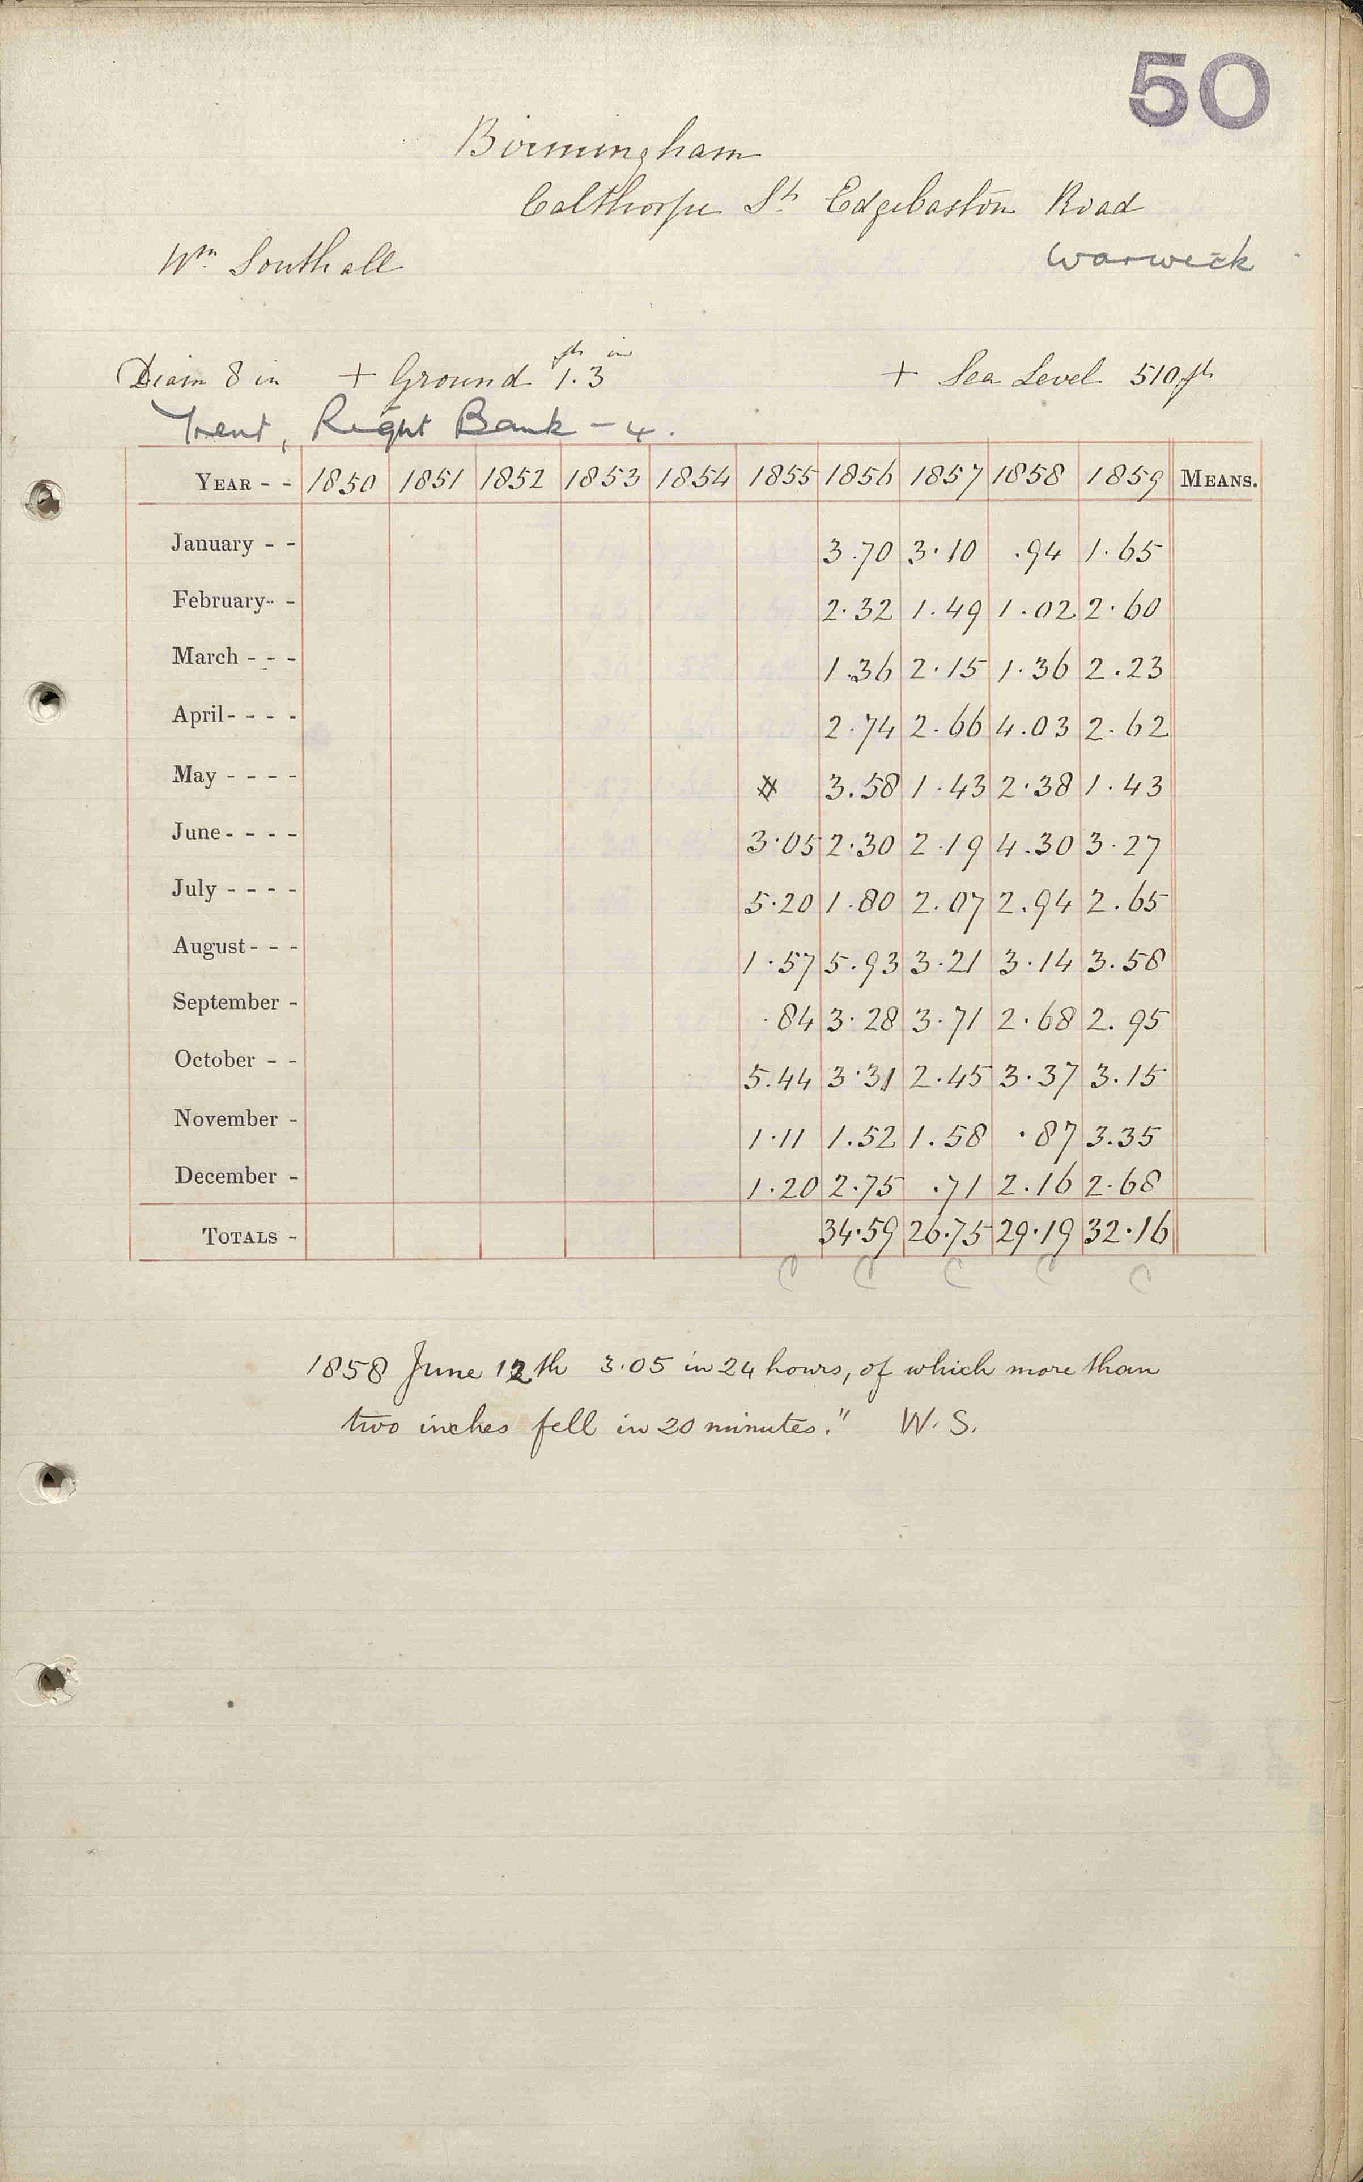 50
Birmingham
Calthorpe St. Edgebaston Road
Wm. Southall
Warwick
Diam 8 in + Ground 1ft. 3in + Sea Level 510 ft
Trent, Right Bank - 4.
YEAR - - 1850 1851 1852 1853 1854 1855 1856 1857 1858 1859 MEANS.
January - - 3.70 3.10 .94 1.65
February - - 2.32 1.49 1.02 2.60
March - - - 1.36 2.15 1.36 2.23
April - - - - 2.74 2.66 4.03 2.62
May - - - - 3.58 1.43 2.38 1.43
June - - - - 3.05 2.30 2.19 4.30 3.27
July - - - - 5.20 1.80 2.07 2.94 2.65
August - - - 1.57 5.93 3.21 3.14 3.58
September - .84 3.28 3.71 2.68 2.95
October - - 5.44 3.31 2.45 3.37 3.15
November - 1.11 1.52 1.58 .87 3.35
December - 1.20 2.75 .71 2.16 2.68
TOTALS - 34.59 26.75 29.19 32.16
C C C C C
1858 June 12th 3.05 in 24 hours, of which more than
two inches fell in 20 minutes." W. S.